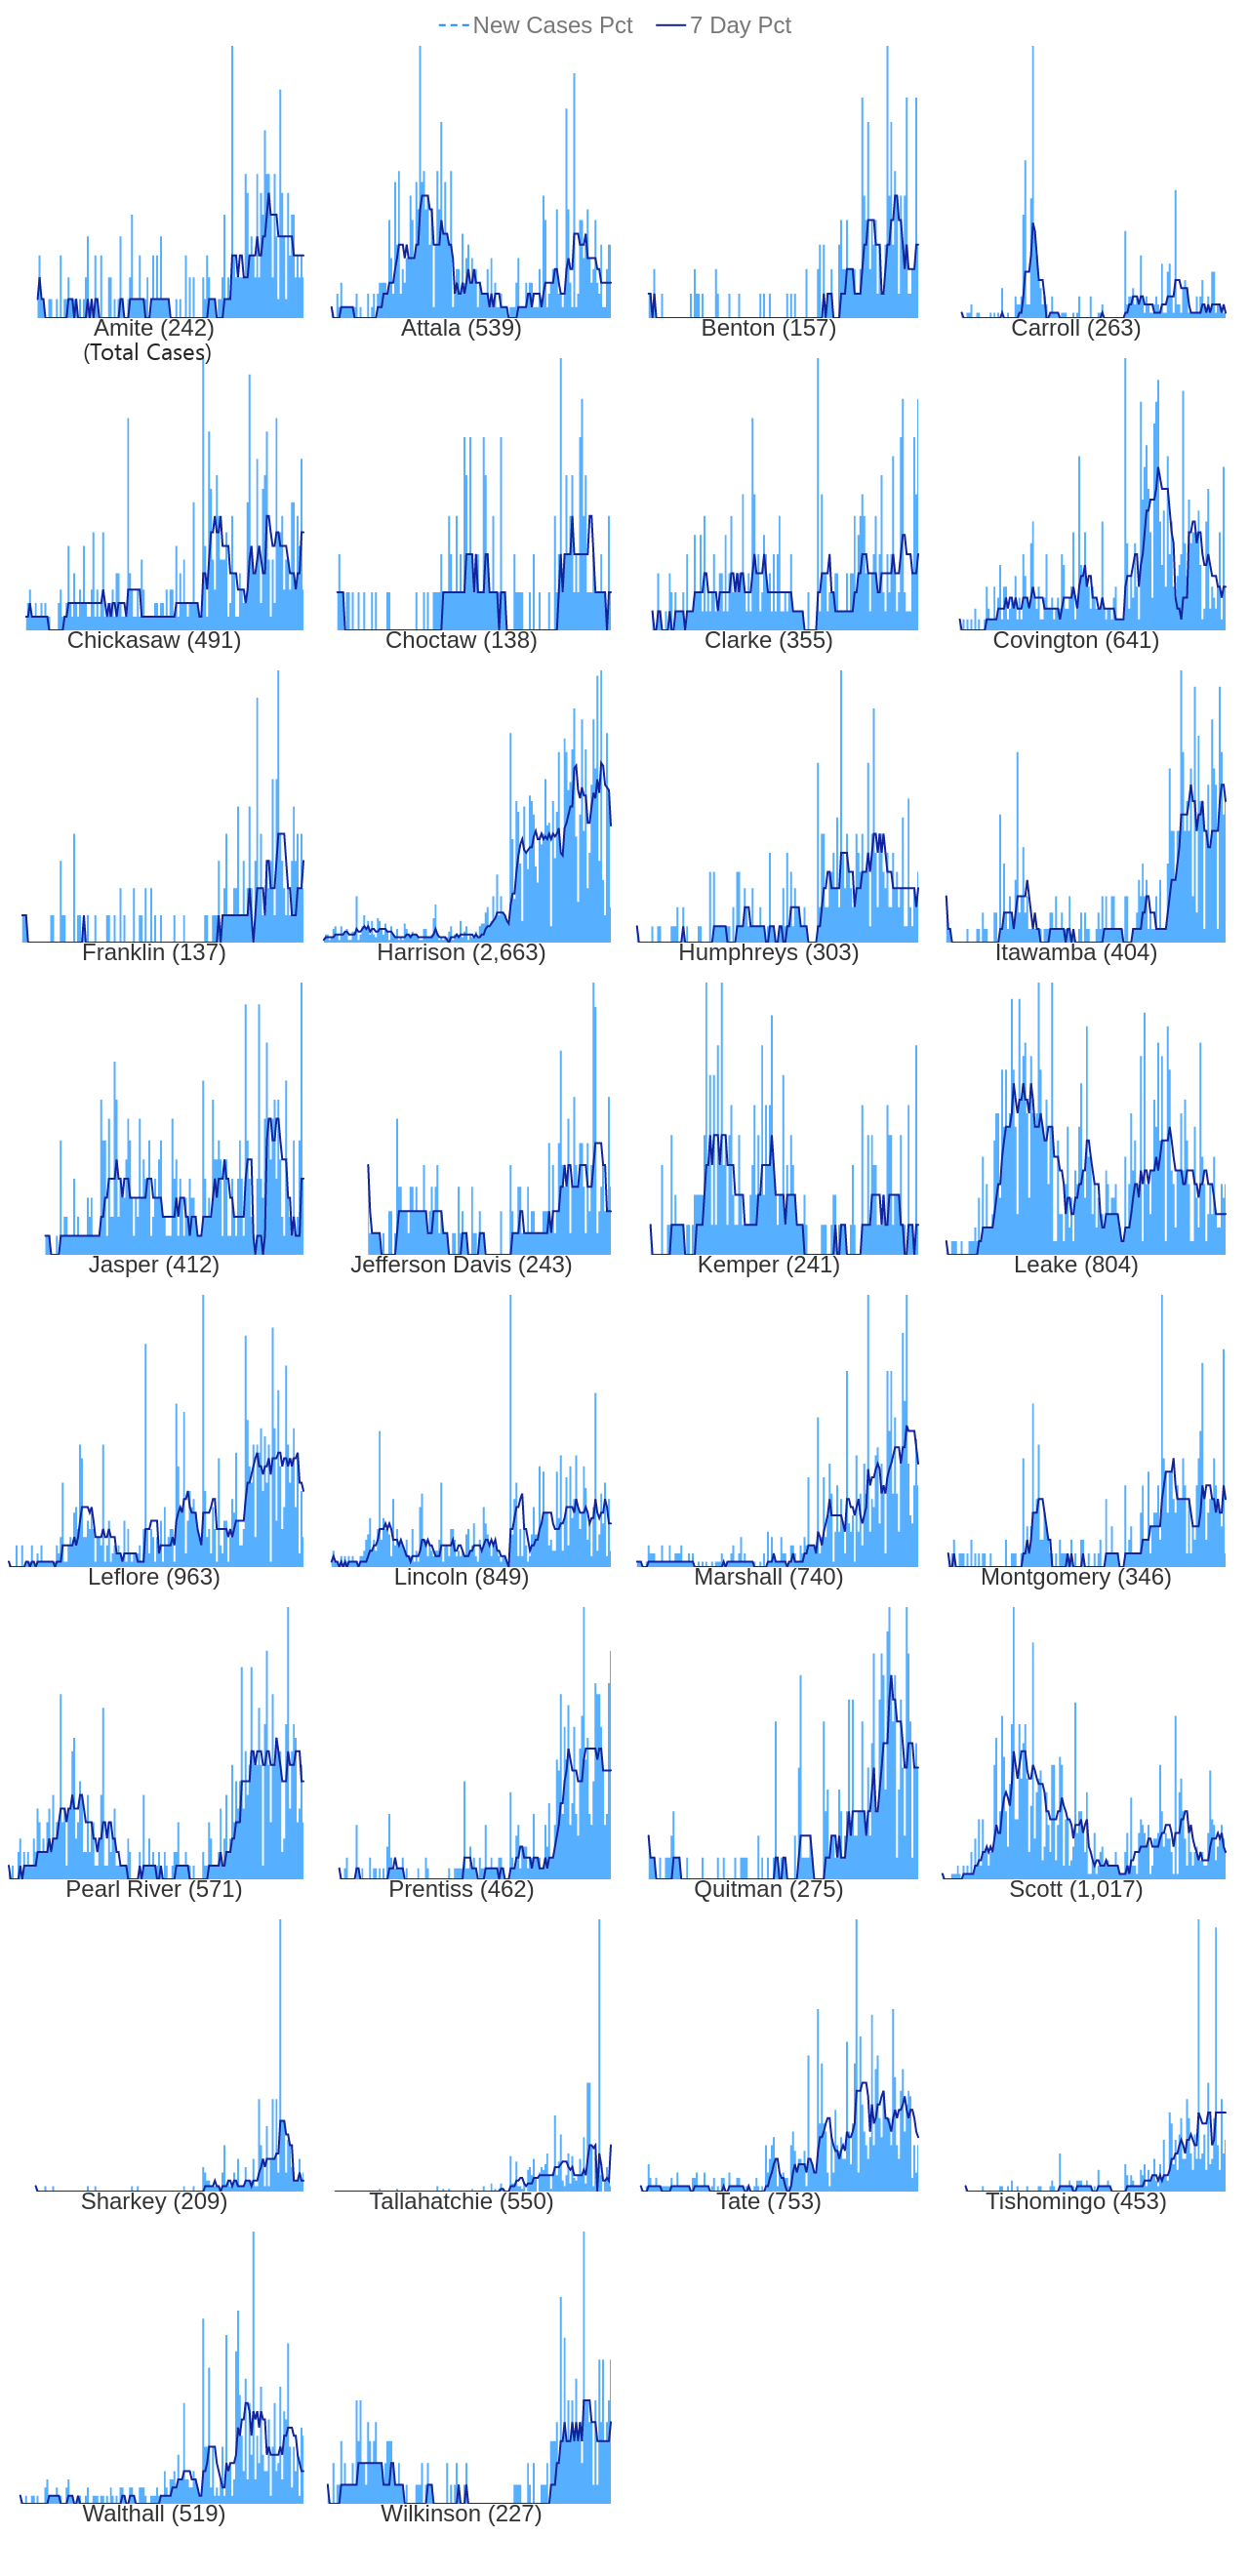 New Cases Pct 7 Day Pct
Amite (242) Attala (539) Benton (157) Carroll (263)
(Total Cases)
Chickasaw (491) Choctaw (138) Clarke (355) Covington (641)
Franklin (137) Harrison (2,663) Humphreys (303) Itawamba (404)
Jasper (412) Jefferson Davis (243) Kemper (241) Leake (804)
Leflore (963) Lincoln (849) Marshall (740) Montgomery (346)
Pearl River (571) Prentiss (462) Quitman (275) Scott (1,017)
Sharkey (209) Tallahatchie (550) Tate (753) Tishomingo (453)
Walthall (519) Wilkinson (227)